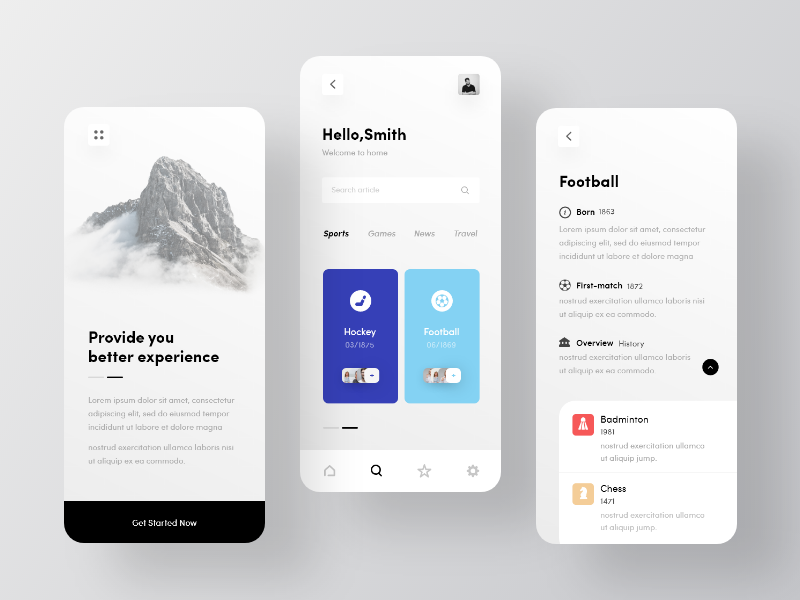 Provide you
better experience
Lorem ipsum dolor sit amet, consectetur
adipiscing elit, sed do eiusmod tempor
incididunt ut labore et dolore magna
nostrud exercitation ullamco laboris nisi
ut aliquip ex ea commodo.
Get Started Now
Hello,Smith
Welcome to home
Search article
Sports Games News Travel
Hockey
03/1875
Football
06/1868
Football
Born 1863
Lorem ipsum dolor sit amet, consectetur
adipiscing elit, sed do eiusmod tempor
incididunt ut labore et dolore magna
First-match 1872
nostrud exercitation ullamco laboris nisi
ut aliquip ex ea commodo.
Overview History
nostrud exercitation ullamco laboris
ut aliquip ex ea commodo.
Badminton
1981
nostrud exercitation ullamco
ut aliquip jump.
Chess
1471
nostrud exercitation ullamco
ut aliquip jump.